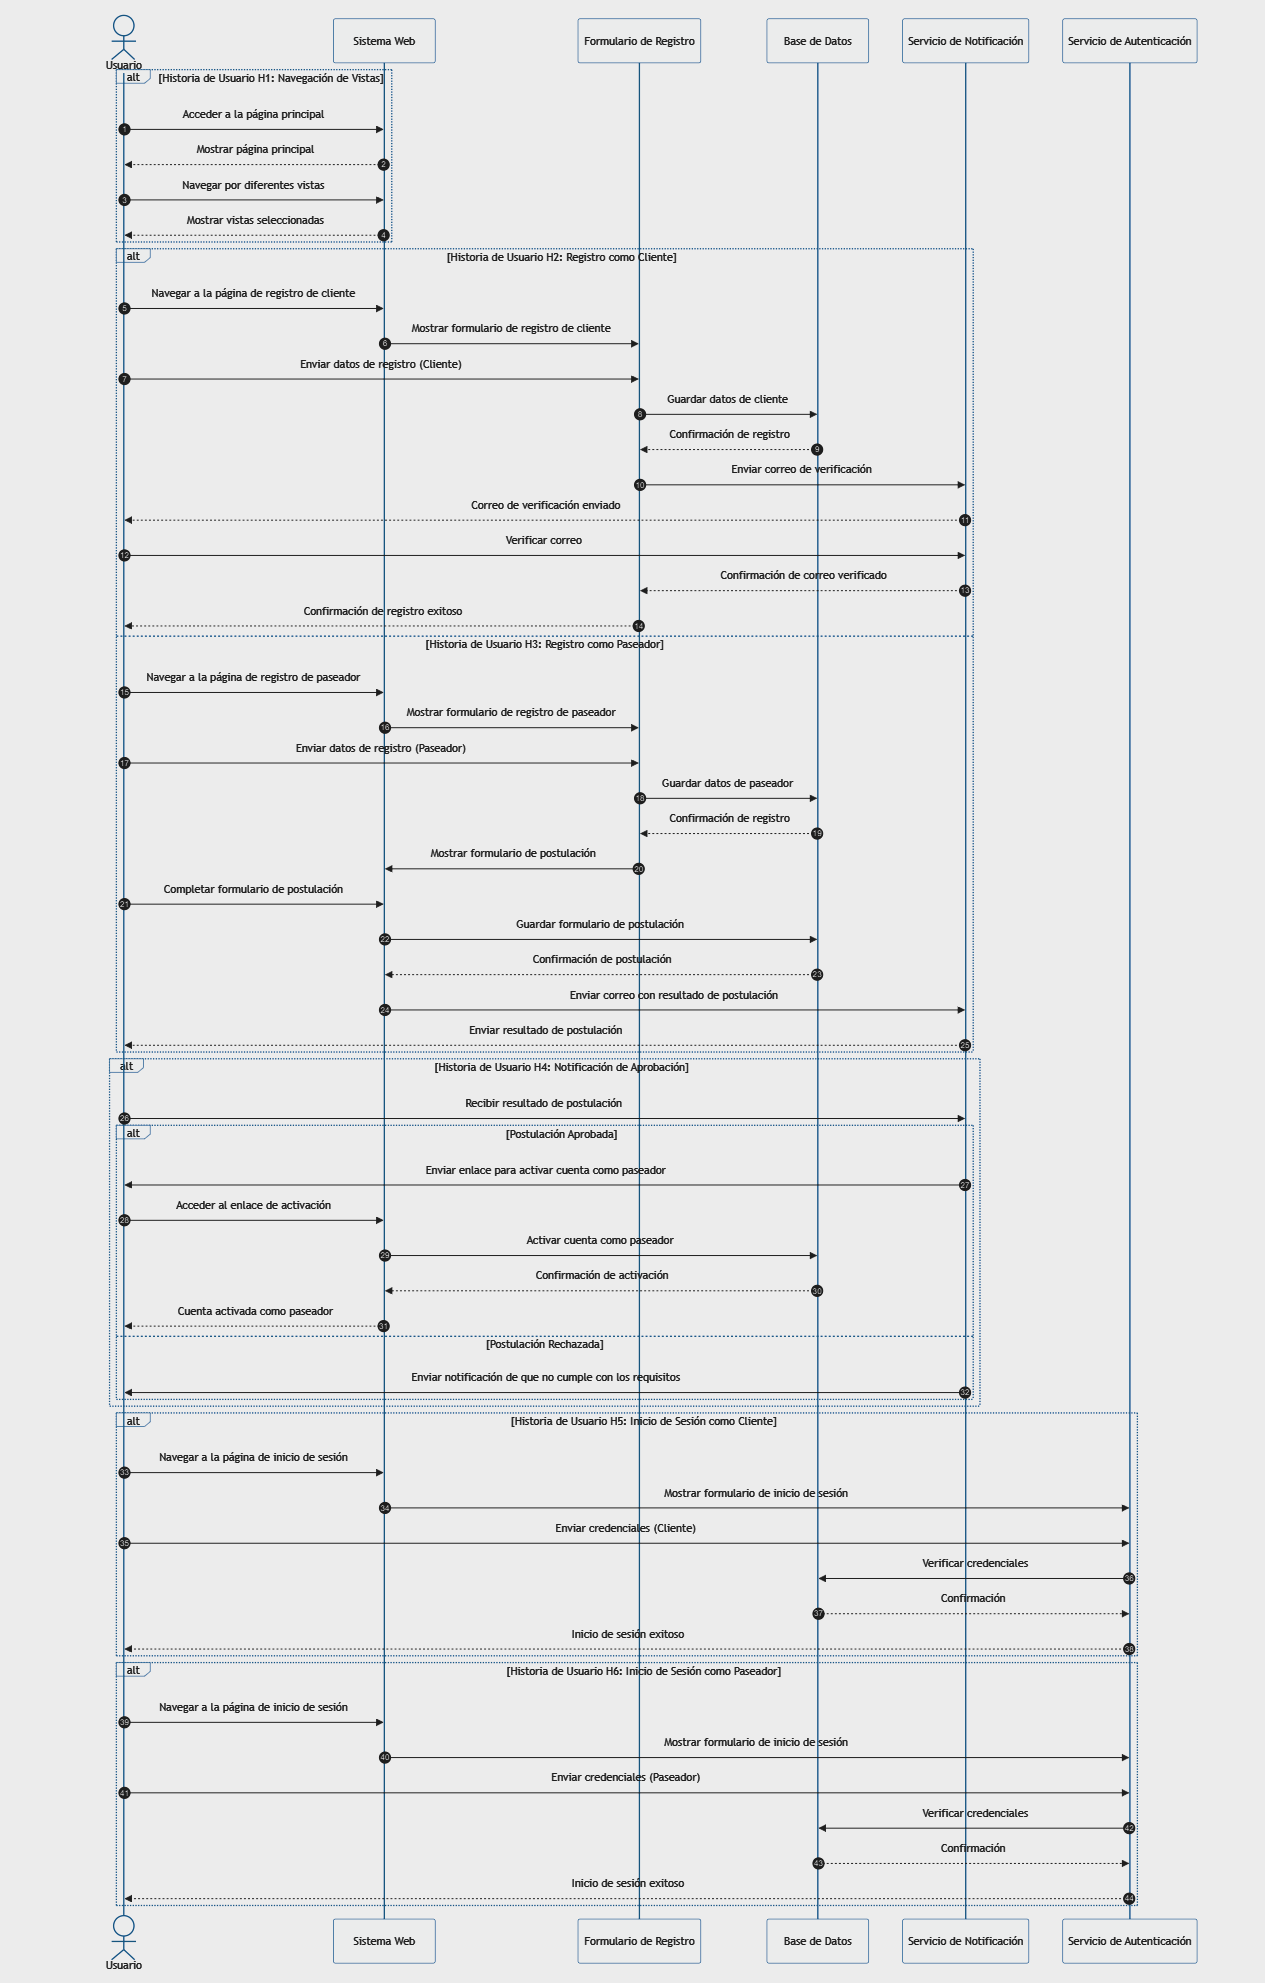 Usuario
Sistema Web
Formulario de Registro
Base de Datos
Servicio de Notificación
Servicio de Autenticación
alt
[Historia de Usuario H1: Navegación de Vistas]
Acceder a la página principal
1
Mostrar página principal
2
Navegar por diferentes vistas
3
Mostrar vistas seleccionadas
4
alt
[Historia de Usuario H2: Registro como Cliente]
Navegar a la página de registro de cliente
5
Mostrar formulario de registro de cliente
6
Enviar datos de registro (Cliente)
7
Guardar datos de cliente
8
Confirmación de registro
9
Enviar correo de verificación
10
Correo de verificación enviado
11
Verificar correo
12
Confirmación de correo verificado
13
Confirmación de registro exitoso
14
[Historia de Usuario H3: Registro como Paseador]
Navegar a la página de registro de paseador
15
Mostrar formulario de registro de paseador
16
Enviar datos de registro (Paseador)
17
Guardar datos de paseador
18
Confirmación de registro
19
Mostrar formulario de postulación
20
Completar formulario de postulación
21
Guardar formulario de postulación
22
Confirmación de postulación
23
Enviar correo con resultado de postulación
24
Enviar resultado de postulación
25
alt
[Historia de Usuario H4: Notificación de Aprobación]
Recibir resultado de postulación
26
alt
[Postulación Aprobada]
Enviar enlace para activar cuenta como paseador
27
Acceder al enlace de activación
28
Activar cuenta como paseador
29
Confirmación de activación
30
Cuenta activada como paseador
31
[Postulación Rechazada]
Enviar notificación de que no cumple con los requisitos
32
alt
[Historia de Usuario H5: Inicio de Sesión como Cliente]
Navegar a la página de inicio de sesión
33
Mostrar formulario de inicio de sesión
34
Enviar credenciales (Cliente)
35
Verificar credenciales
36
Confirmación
37
Inicio de sesión exitoso
38
alt
[Historia de Usuario H6: Inicio de Sesión como Paseador]
Navegar a la página de inicio de sesión
39
Mostrar formulario de inicio de sesión
40
Enviar credenciales (Paseador)
41
Verificar credenciales
42
Confirmación
43
Inicio de sesión exitoso
44
Usuario
Sistema Web
Formulario de Registro
Base de Datos
Servicio de Notificación
Servicio de Autenticación